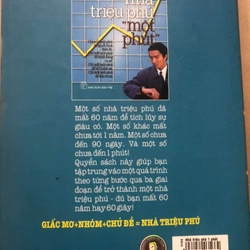 nhà
triệu phú
"một
phút"
Một số nhà triệu phú đã
mất 60 năm để tích lũy sự
giàu có. Một số khác mất
chưa tới 1 năm. Một số chưa
đến 90 ngày. Và một số
chưa đến 1 phút!
Quyển sách này giúp bạn
tập trung vào một quá trình
theo từng bước qua ba giai
đoạn để trở thành một nhà
triệu phú - dù bạn mất 60
năm hay 60 giây!
GIẤC MƠ+NHÓM+CHỦ ĐỀ = NHÀ TRIỆU PHÚ